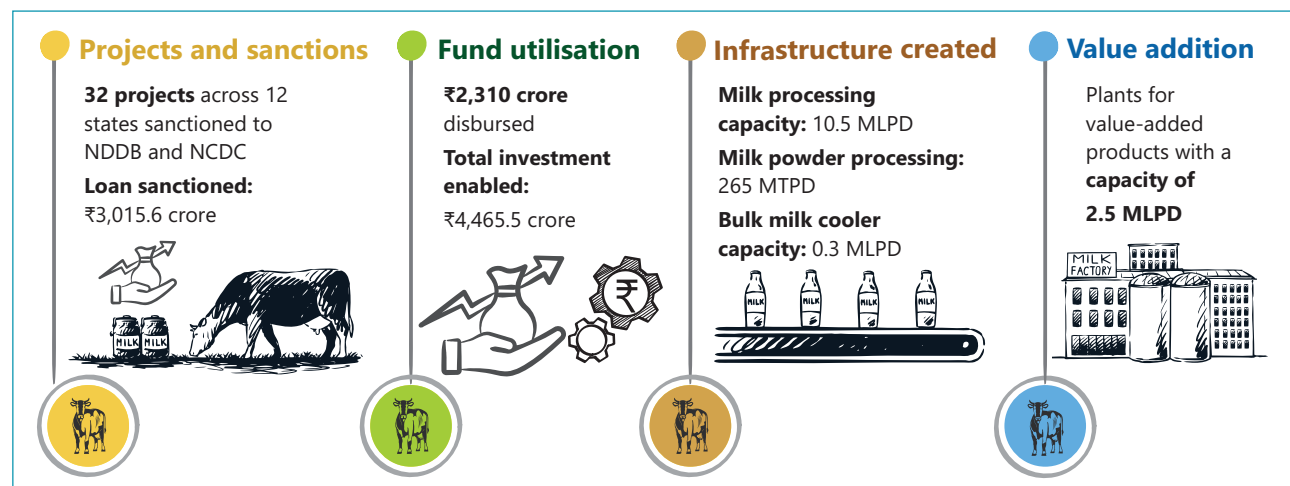 Projects and sanctions
32 projects across 12
states sanctioned to
NDDB and NCDC
Loan sanctioned:
₹3,015.6 crore
MILK MILK
Fund utilisation
₹2,310 crore
disbursed
Total investment
enabled:
₹4,465.5 crore
₹
Infrastructure created
Milk processing
capacity: 10.5 MLPD
Milk powder processing:
265 MTPD
Bulk milk cooler
capacity: 0.3 MLPD
MILK MILK MILK MILK
Value addition
Plants for
value-added
products with a
capacity of
2.5 MLPD
MILK
FACTORY